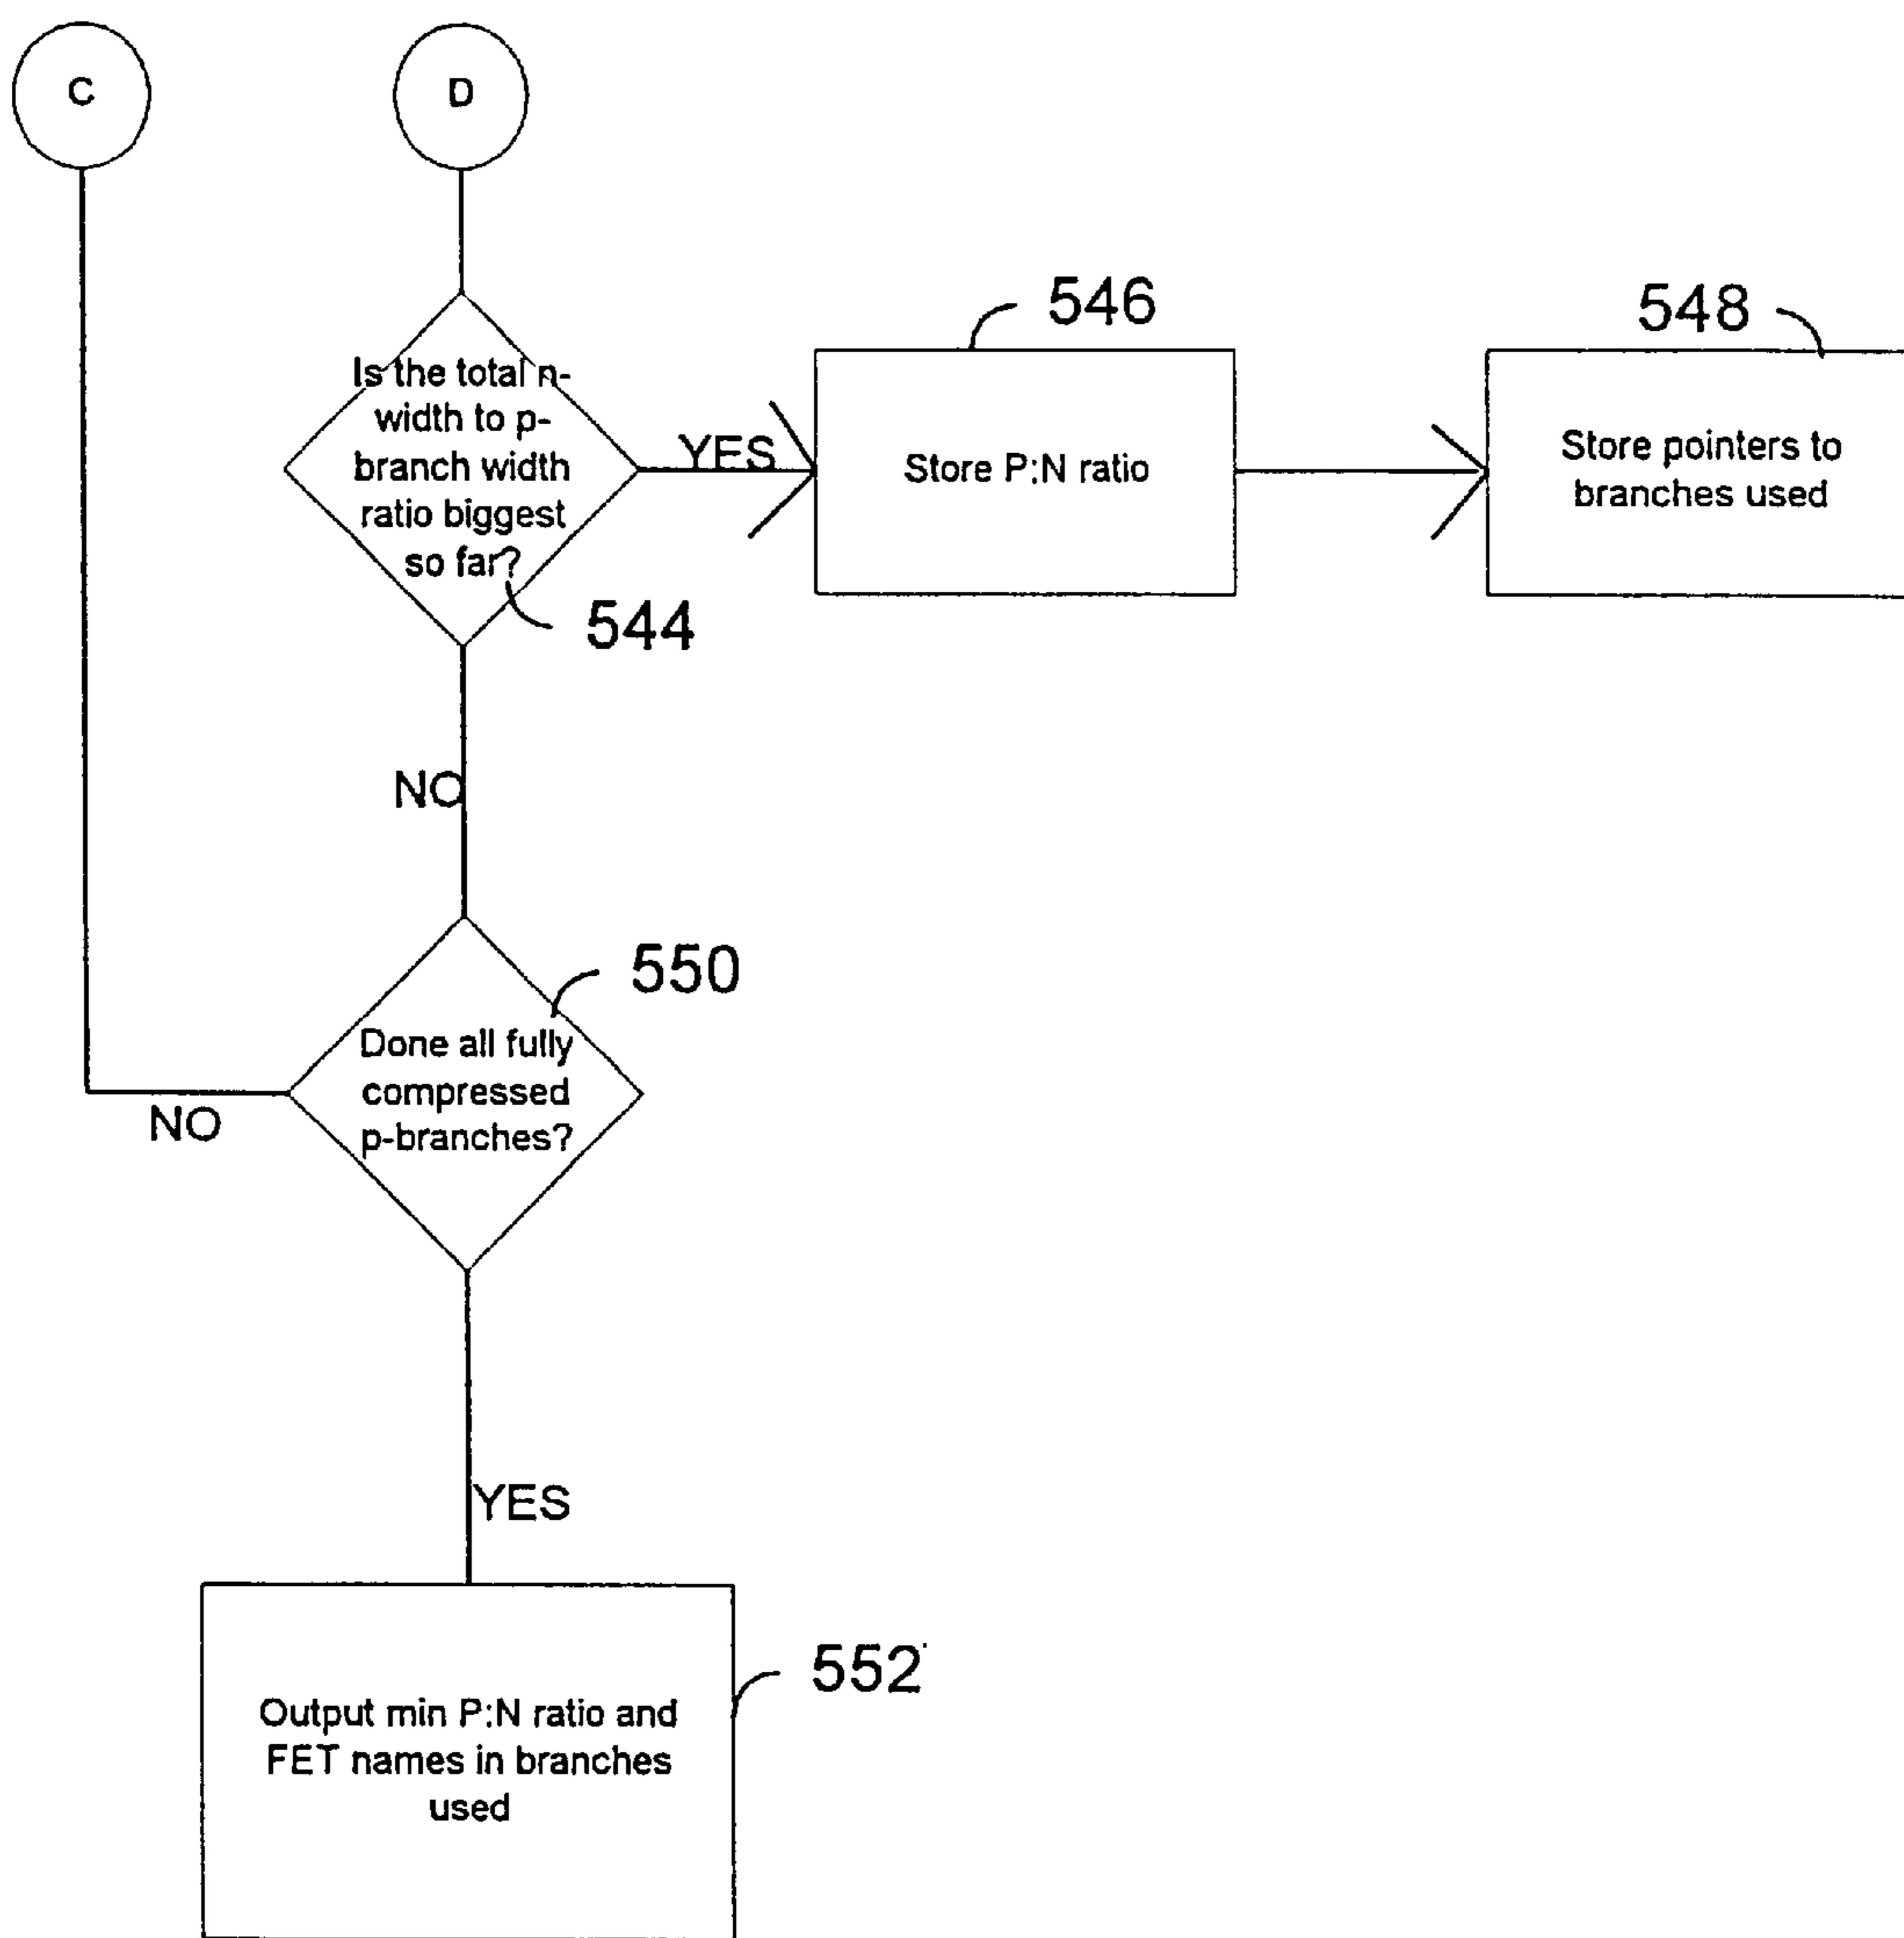 C
D
546
548
Is the total n-
width to p-
branch width
ratio biggest
so far?
YES
Store P:N ratio
Store pointers to
branches used
544
NO
550
Done all fully
compressed
p-branches?
NO
YES
552
Output min P:N ratio and
FET names in branches
used